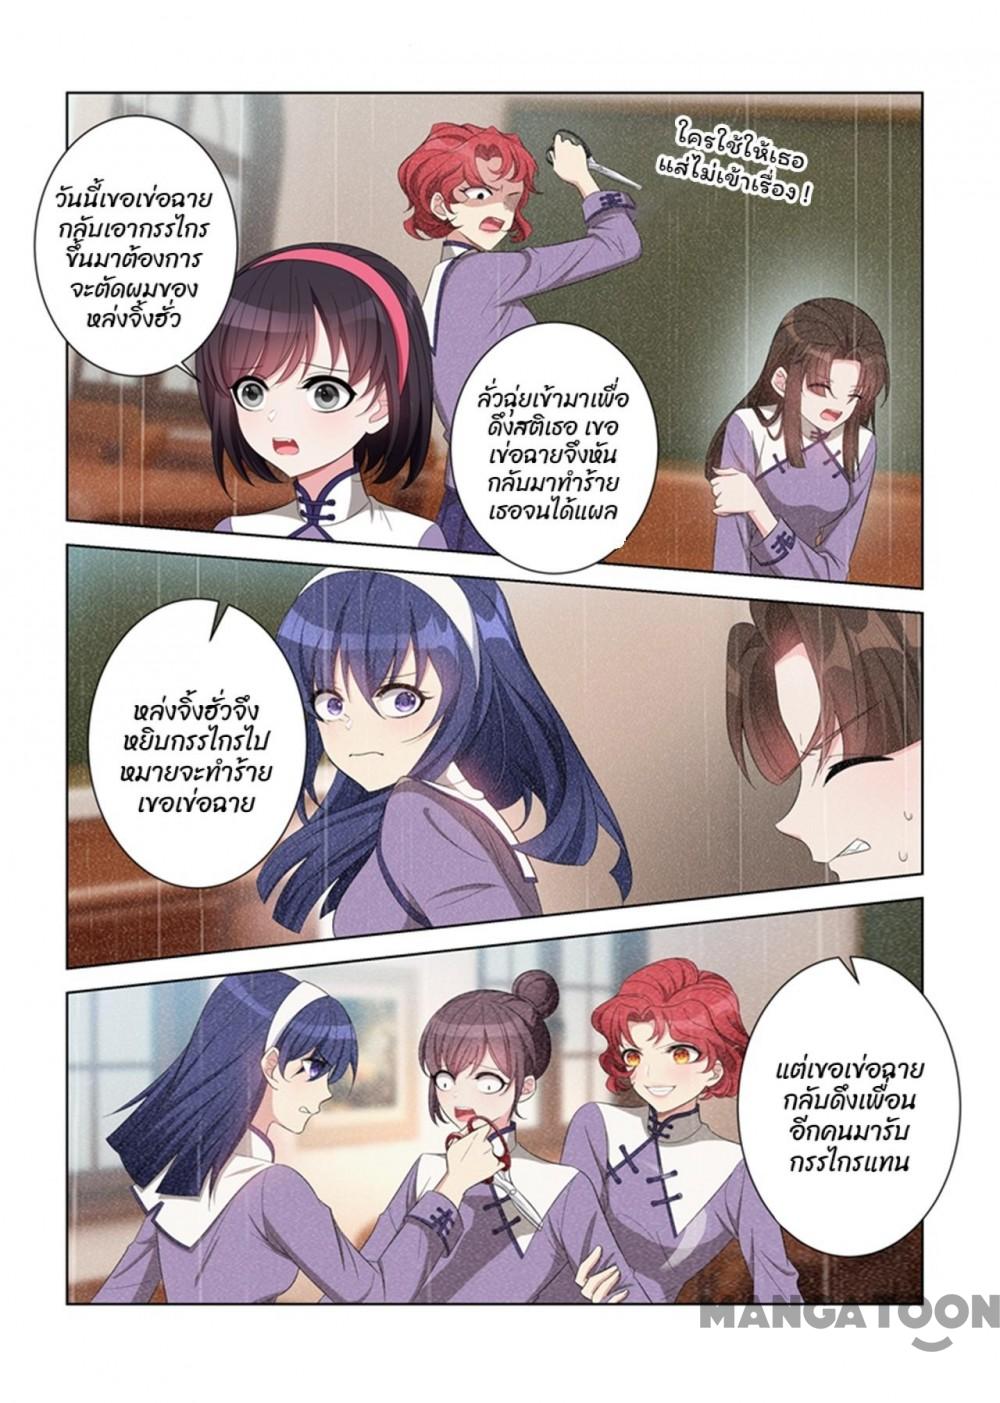 วันนี้เขอเข่อฉาย
กลับเอากรรไกร
ขึ้นมาต้องการ
จะตัดผมของ
หล่งจิ้งฮั่ว
ใครใช้ให้เธอ
แส่ไม่เข้าเรื่อง !
ลั่วฉุ่ยเข้ามาเพื่อ
ดึงสติเธอ เขอ
เข่อฉายจึงหัน
กลับมาทำร้าย
เธอจนได้แผล
หล่งจิ้งฮั่วจึง
หยิบกรรไกรไป
หมายจะทำร้าย
เขอเข่อฉาย
แต่เขอเข่อฉาย
กลับดึงเพื่อน
อีกคนมารับ
กรรไกรแทน
MANGATOON